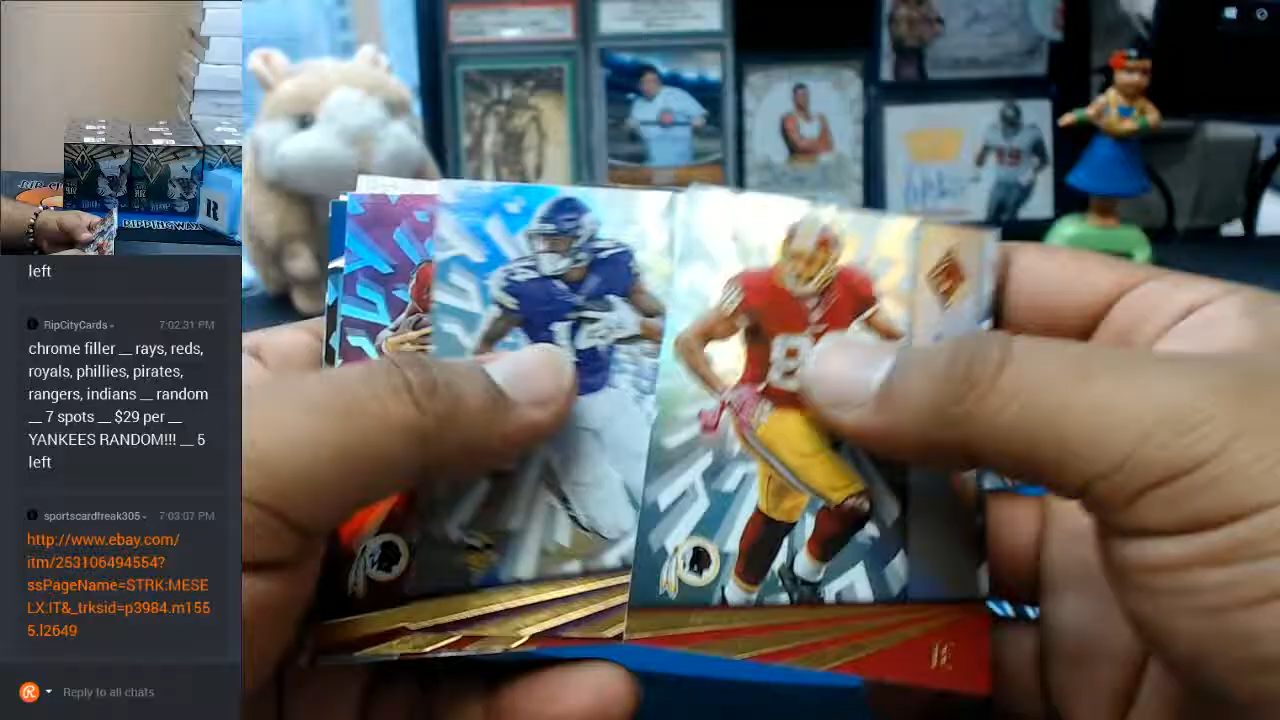 left
RipCityCards 7:02:31 PM
chrome filler __ rays, reds,
royals, phillies, pirates,
rangers, indians __ random
__ 7 spots __ $29 per __
YANKEES RANDOM!!! __ 5
left
sportscardfreak305 7:03:07 PM
http://www.ebay.com/
itm/253106494554?
ssPageName=STRK:MESE
LX:IT&_trksid=p3984.m155
5.l2649
Reply to all chats
R
RIPPINGWAX
14